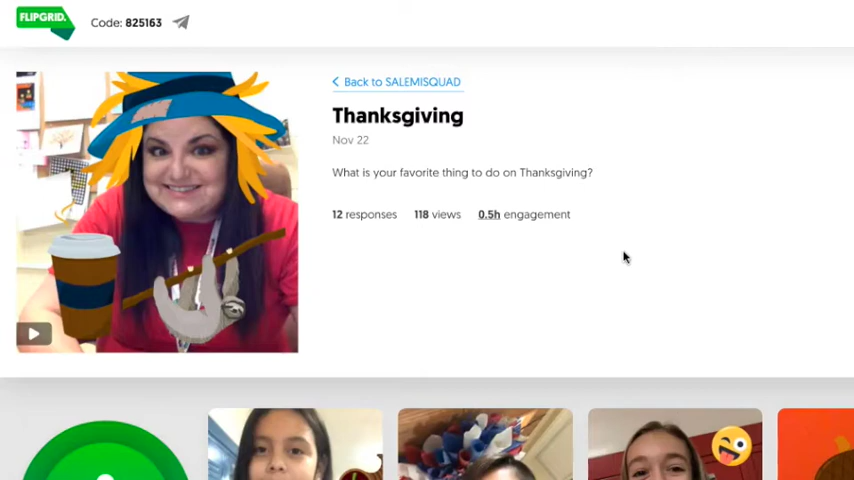 FLIPGRID.
Code: 825163
Back to SALEMISQUAD
Thanksgiving
Nov 22
What is your favorite thing to do on Thanksgiving?
12 responses 118 views 0.5h engagement